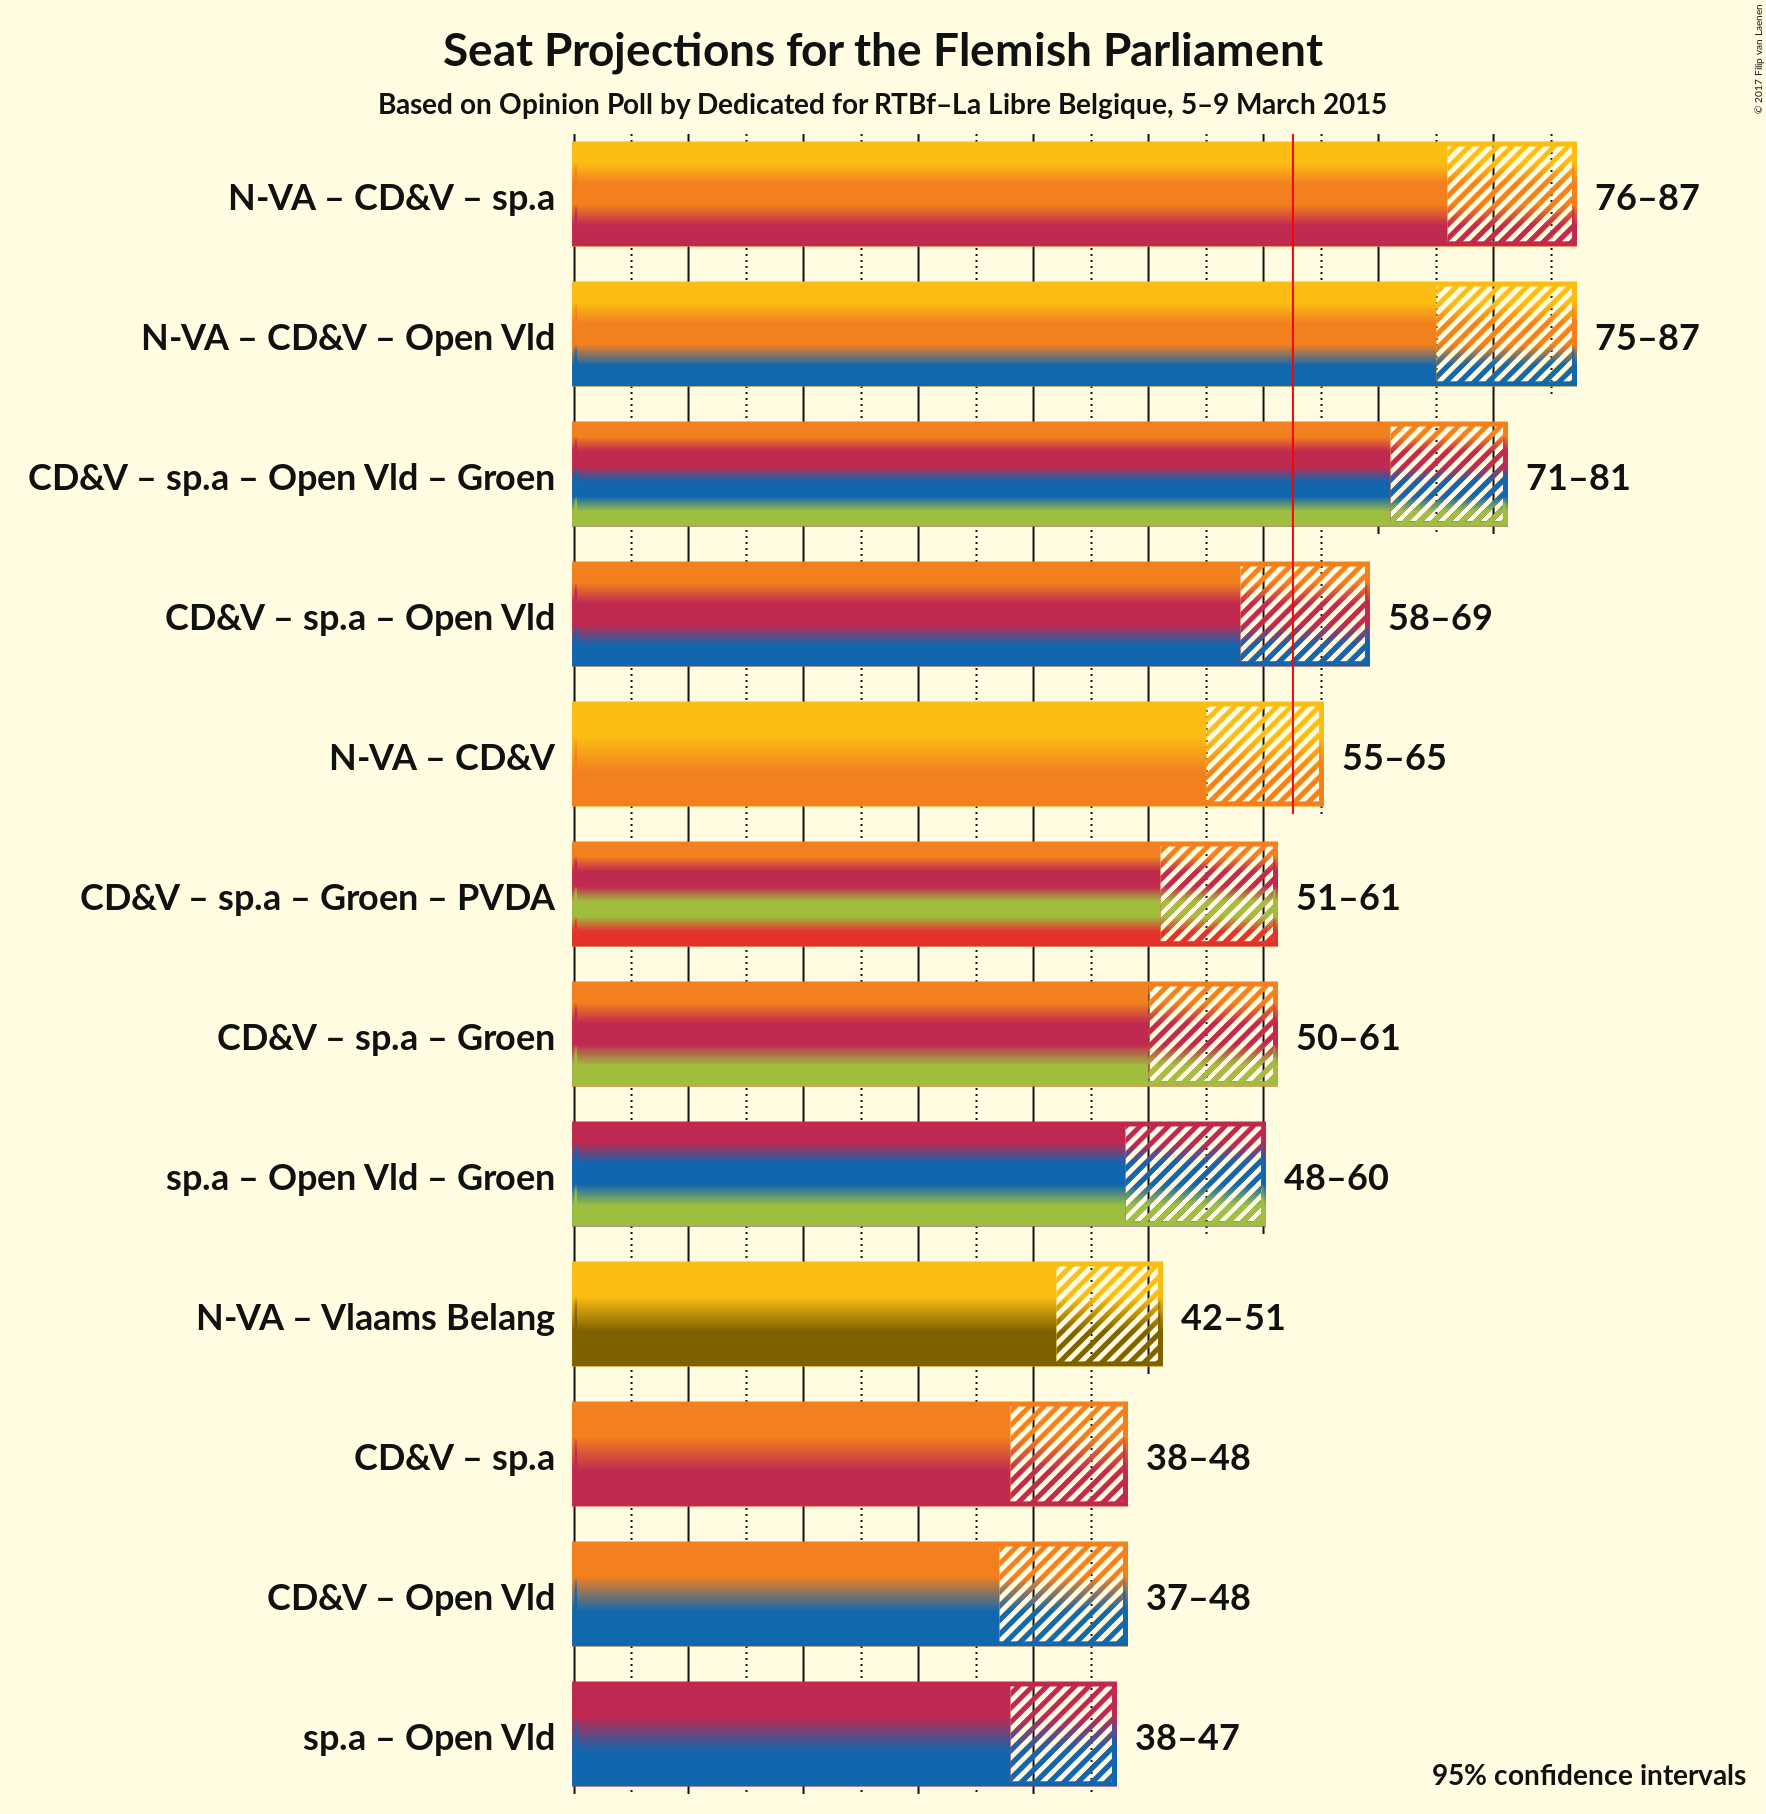 Seat Projections for the Flemish Parliament
Based on Opinion Poll by Dedicated for RTBf–La Libre Belgique, 5–9 March 2015
© 2017 Filip van Laenen
N-VA – CD&V – sp.a 76–87
N-VA – CD&V – Open Vld 75–87
CD&V – sp.a – Open Vld – Groen 71–81
CD&V – sp.a – Open Vld 58–69
N-VA – CD&V 55–65
CD&V – sp.a – Groen – PVDA 51–61
CD&V – sp.a – Groen 50–61
sp.a – Open Vld – Groen 48–60
N-VA – Vlaams Belang 42–51
CD&V – sp.a 38–48
CD&V – Open Vld 37–48
sp.a – Open Vld 38–47
95% confidence intervals